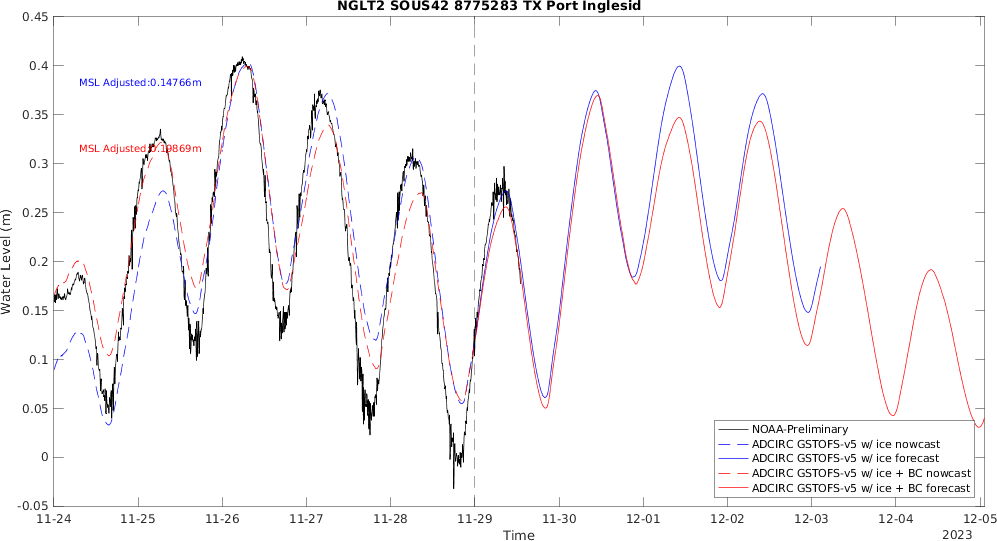 NGLT2 SOUS42 8775283 TX Port Inglesid
0.45
0.4
0.35
0.3
0.25
0.2
0.15
0.1
0.05
0
-0.05
Water Level (m)
MSL Adjusted:0.14766m
MSL Adjusted:0.19869m
NOAA-Preliminary
ADCIRC GSTOFS-v5 w/ ice nowcast
ADCIRC GSTOFS-v5 w/ ice forecast
ADCIRC GSTOFS-v5 w/ ice + BC nowcast
ADCIRC GSTOFS-v5 w/ ice + BC forecast
11-24 11-25 11-26 11-27 11-28 11-29 11-30 12-01 12-02 12-03 12-04 12-05
Time
2023